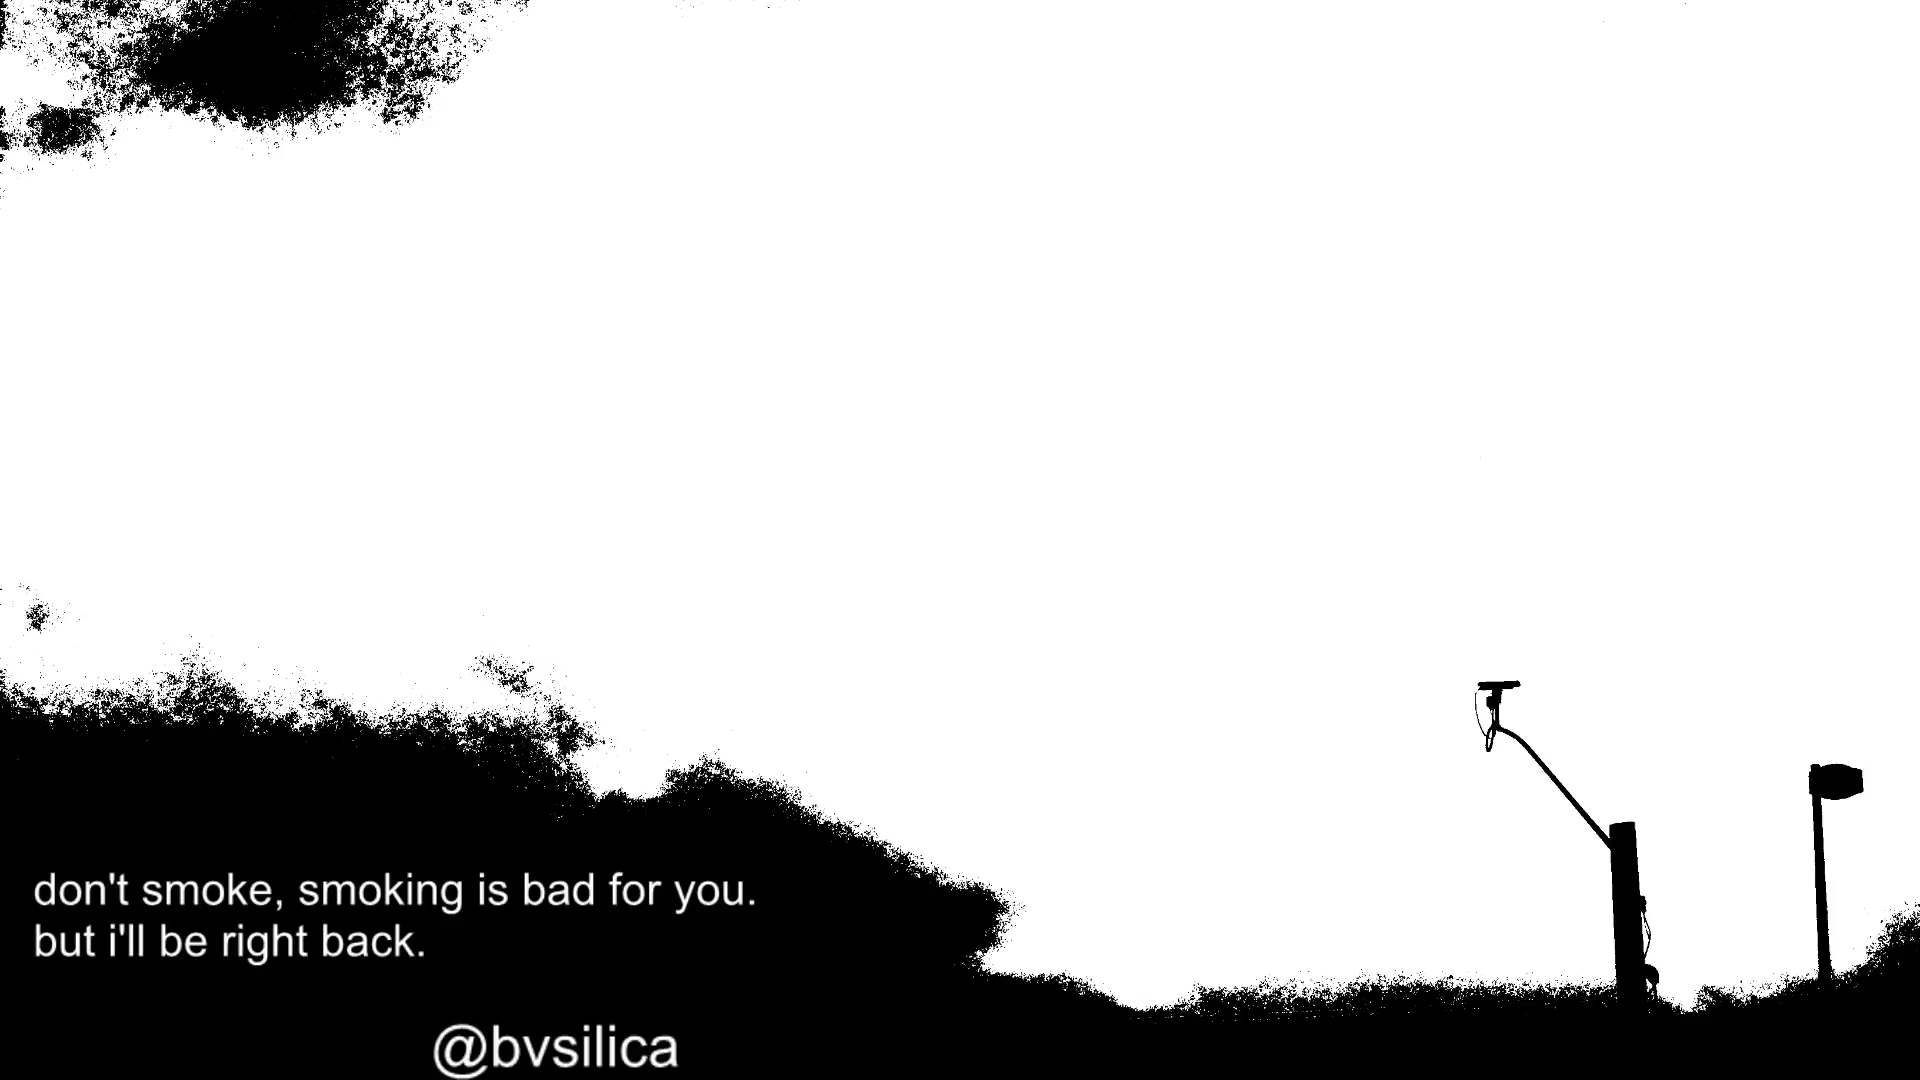 don't smoke, smoking is bad for you.
but i'll be right back.
@bvsilica